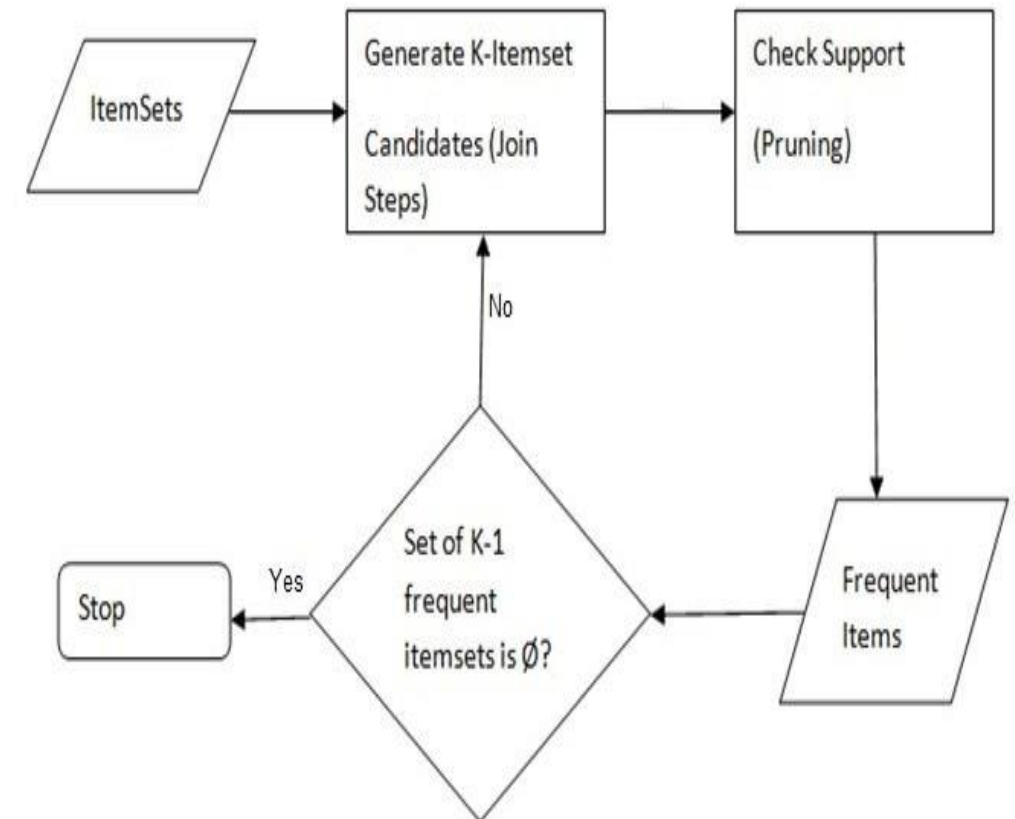 ItemSets
Generate K-Itemset
Candidates (Join
Steps)
Check Support
(Pruning)
No
Set of K-1
frequent
itemsets is Ø?
Yes
Stop
Frequent
Items